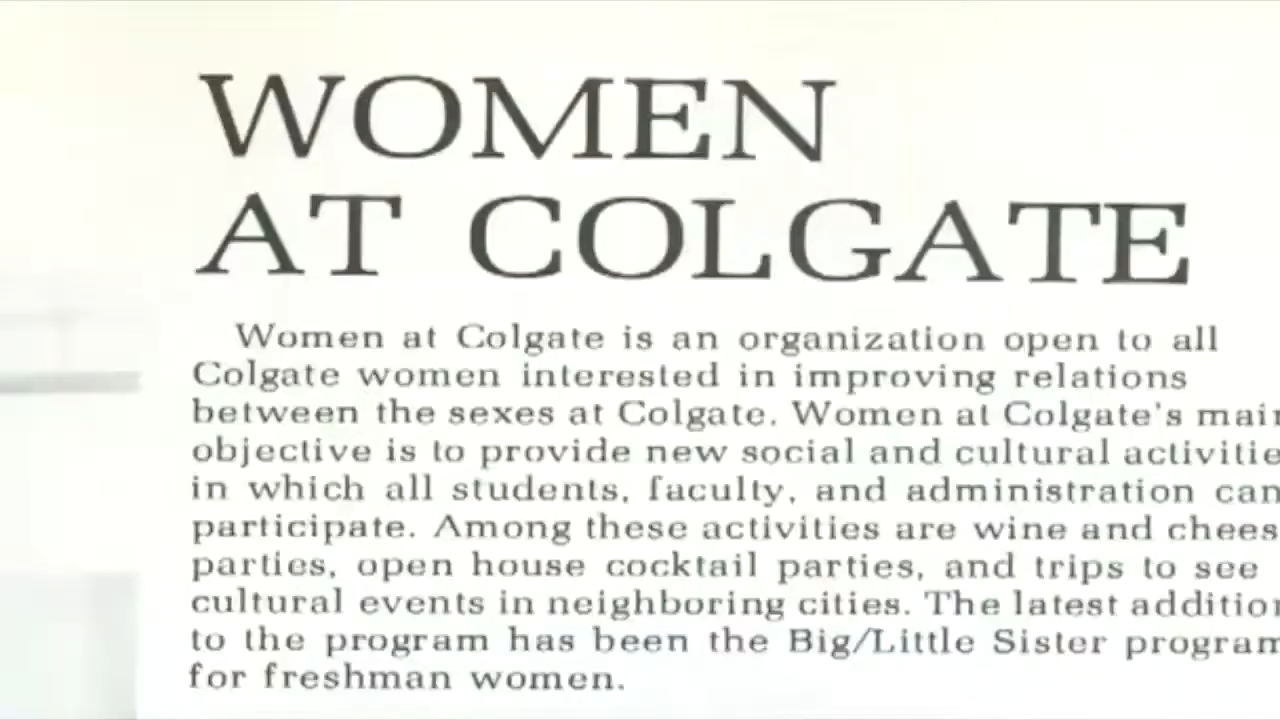 WOMEN
AT COLGATE
Women at Colgate is an organization open to all
Colgate women interested in improving relations
between the sexes at Colgate. Women at Colgate's main
objective is to provide new social and cultural activitie
in which all students, faculty, and administration can
participate. Among these activities are wine and chees
parties, open house cocktail parties, and trips to see
cultural events in neighboring cities. The latest addition
to the program has been the Big/Little Sister program
for freshman women.